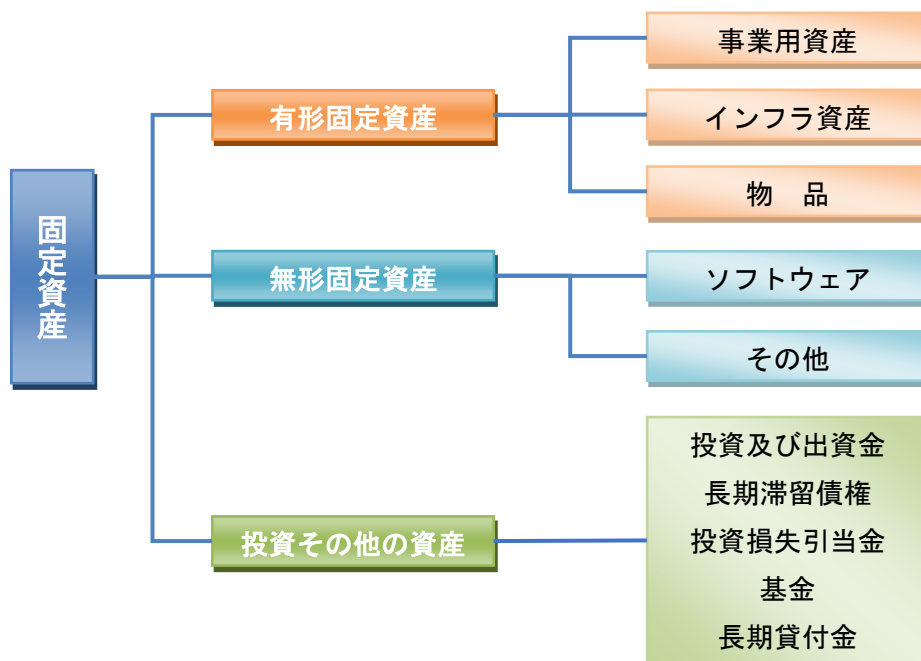 固定資産
有形固定資産
事業用資産
インフラ資産
物　品
無形固定資産
ソフトウェア
その他
投資その他の資産
投資及び出資金
長期滞留債権
投資損失引当金
基金
長期貸付金